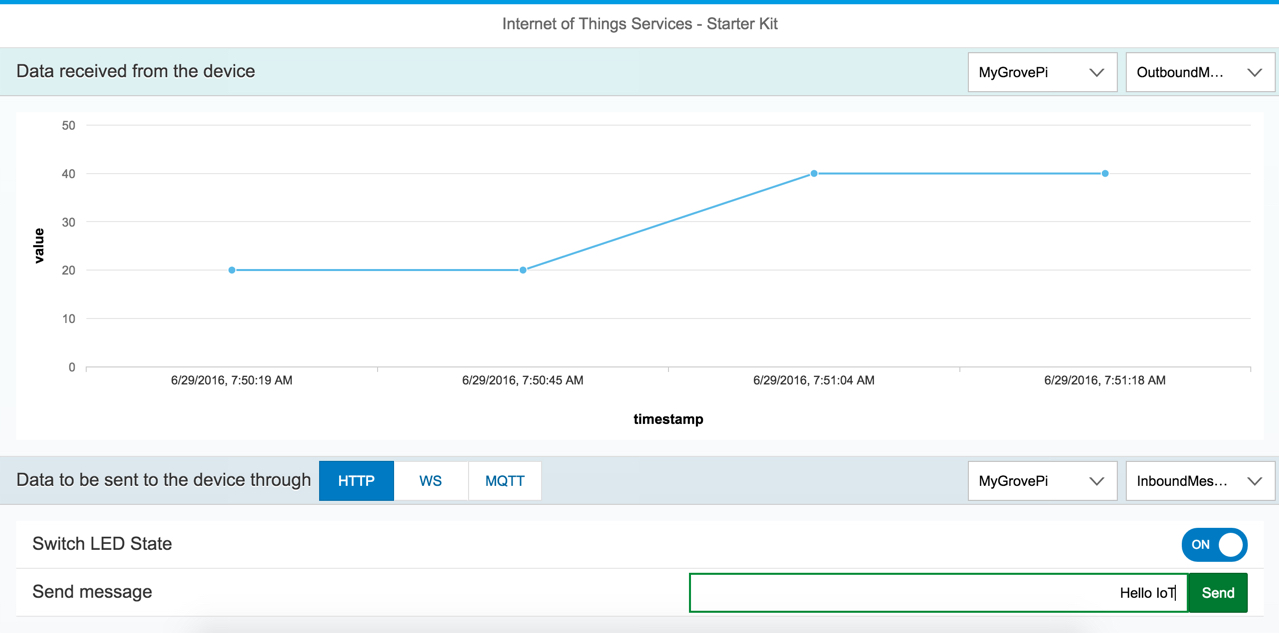 Internet of Things Services - Starter Kit
Data received from the device
MyGrovePi
OutboundM...
50
40
30
20
10
0
value
6/29/2016, 7:50:19 AM
6/29/2016, 7:50:45 AM
6/29/2016, 7:51:04 AM
6/29/2016, 7:51:18 AM
timestamp
Data to be sent to the device through
HTTP
WS
MQTT
MyGrovePi
InboundMes...
Switch LED State
ON
Send message
Hello IoT
Send